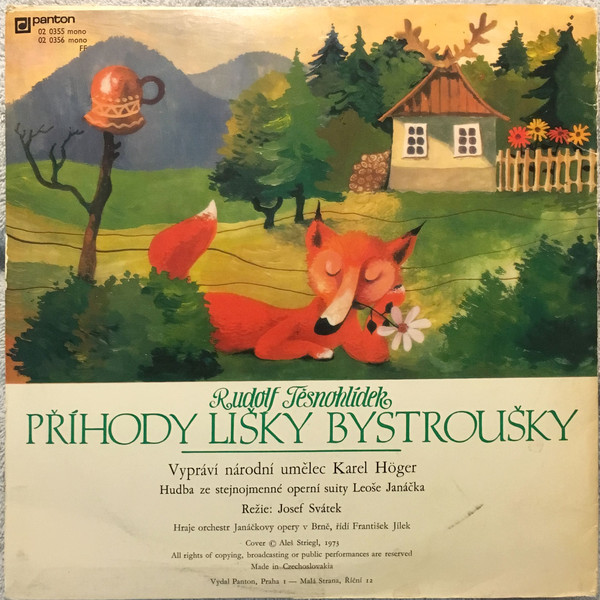 panton
02 0355 mono
02 0356 mono
FF
Rudolf Těsnohlídek
PŘÍHODY LIŠKY BYSTROUŠKY
Vypráví národní umělec Karel Höger
Hudba ze stejnojmenné operní suity Leoše Janáčka
Režie: Josef Svátek
Hraje orchestr Janáčkovy opery v Brně, řídí František Jílek
Cover © Aleš Striegl, 1973
All rights of copying, broadcasting or public performances are reserved
Made in Czechoslovakia
Vydal Panton, Praha 1 — Malá Strana, Říční 12